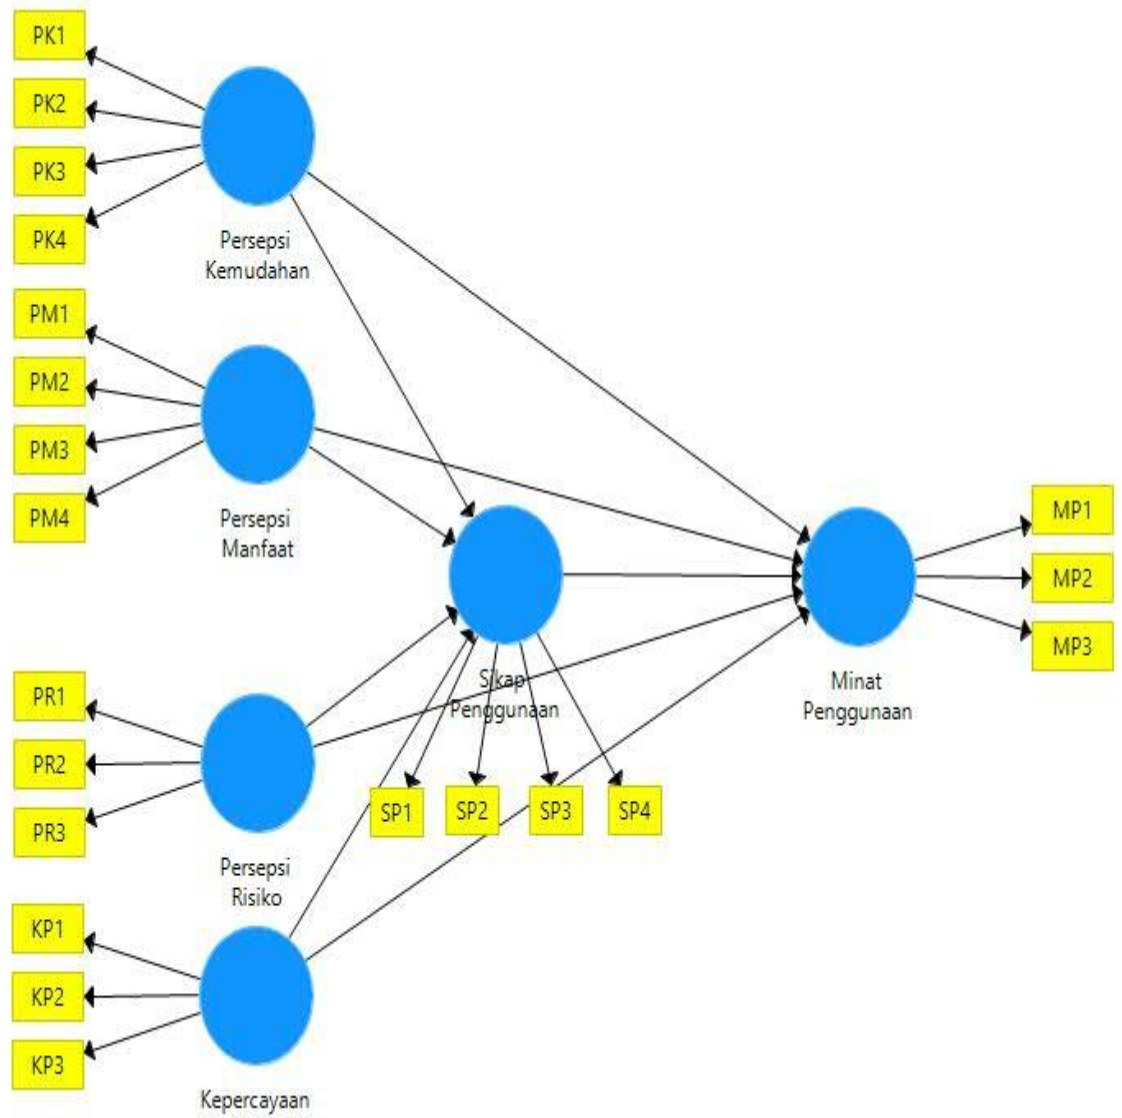 PK1
PK2
PK3
PK4
Persepsi
Kemudahan
PM1
PM2
PM3
PM4
Persepsi
Manfaat
MP1
MP2
MP3
Sikap
Penggunaan
Minat
Penggunaan
PR1
PR2
PR3
SP1
SP2
SP3
SP4
Persepsi
Risiko
KP1
KP2
KP3
Kepercayaan